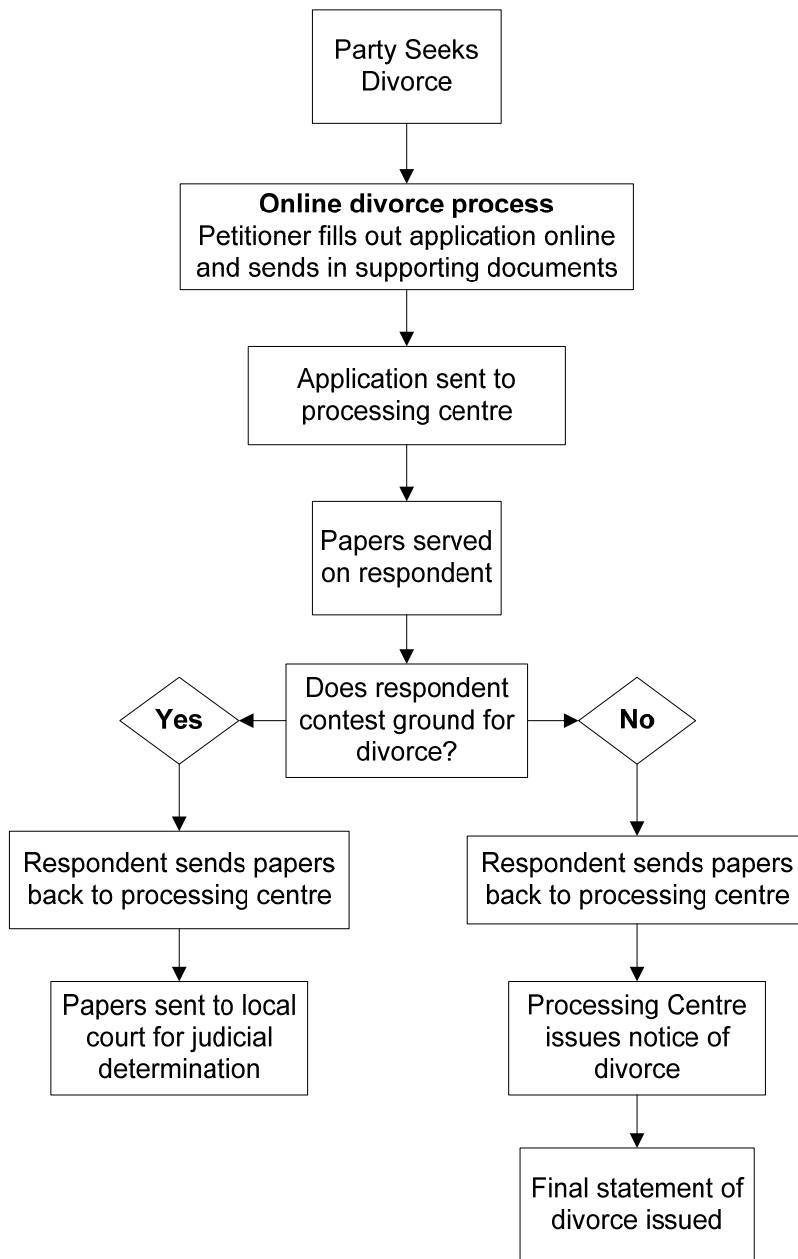 Party Seeks
Divorce
Online divorce process
Petitioner fills out application online
and sends in supporting documents
Application sent to
processing centre
Papers served
on respondent
Does respondent
contest ground for
divorce?
Yes
No
Respondent sends papers
back to processing centre
Respondent sends papers
back to processing centre
Papers sent to local
court for judicial
determination
Processing Centre
issues notice of
divorce
Final statement of
divorce issued